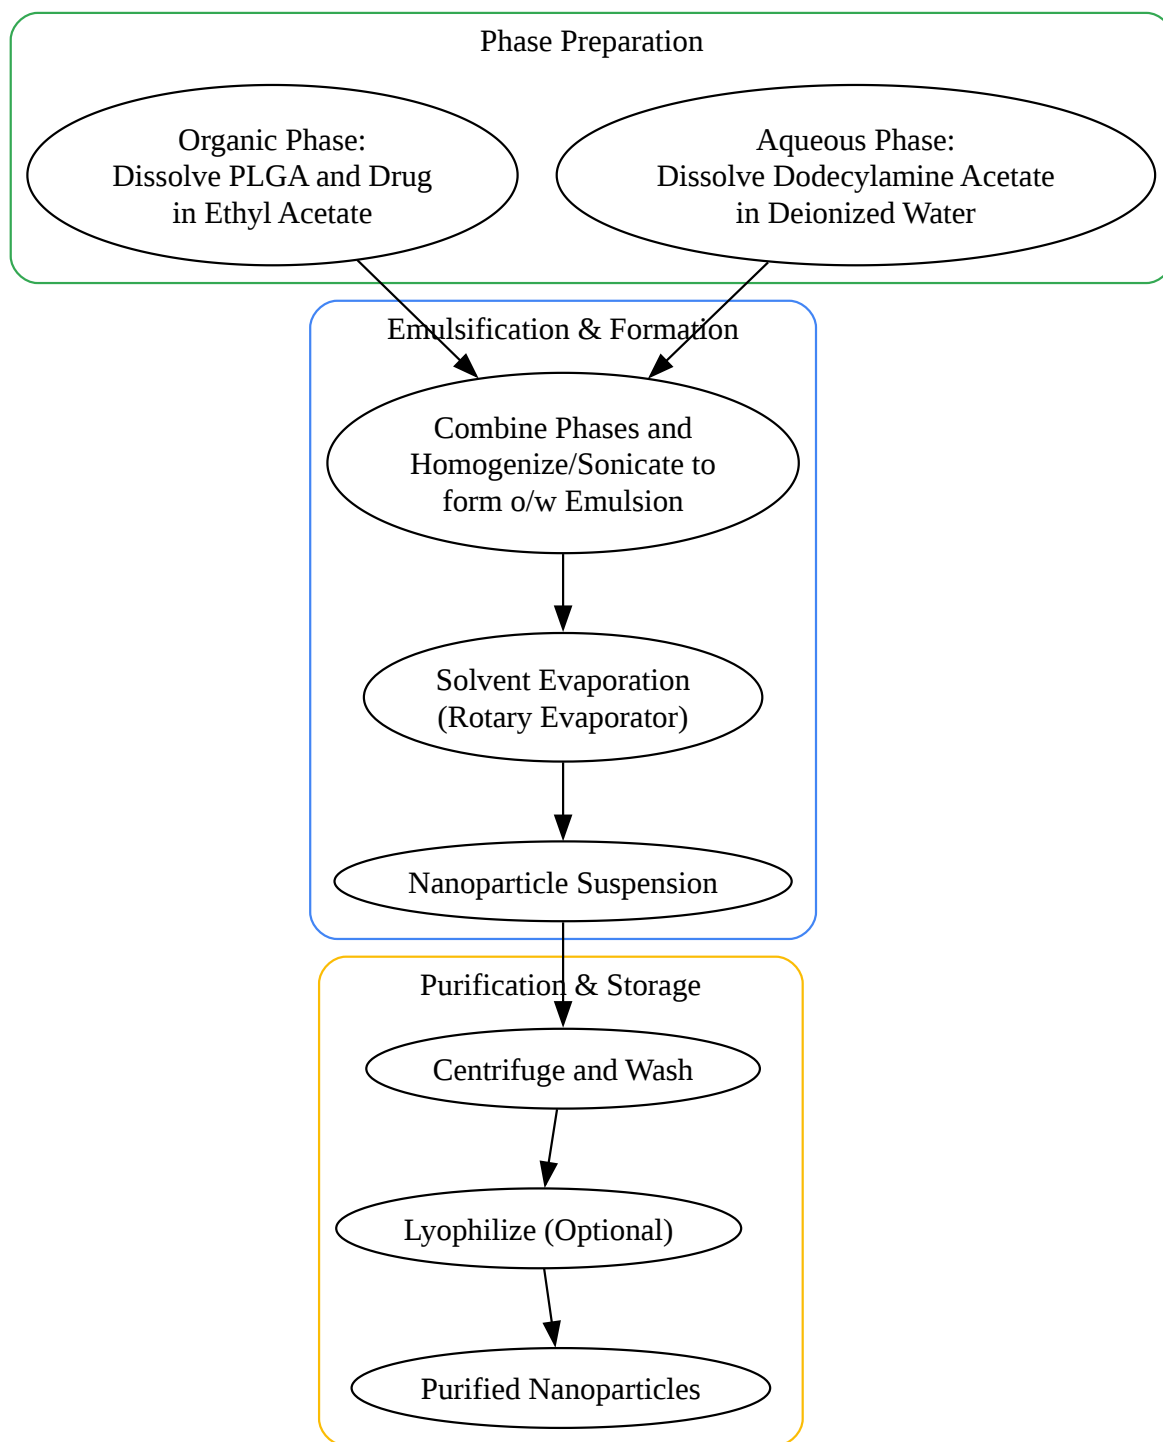 Phase Preparation
Organic Phase:
Dissolve PLGA and Drug
in Ethyl Acetate
Aqueous Phase:
Dissolve Dodecylamine Acetate
in Deionized Water
Emulsification & Formation
Combine Phases and
Homogenize/Sonicate to
form o/w Emulsion
Solvent Evaporation
(Rotary Evaporator)
Nanoparticle Suspension
Purification & Storage
Centrifuge and Wash
Lyophilize (Optional)
Purified Nanoparticles